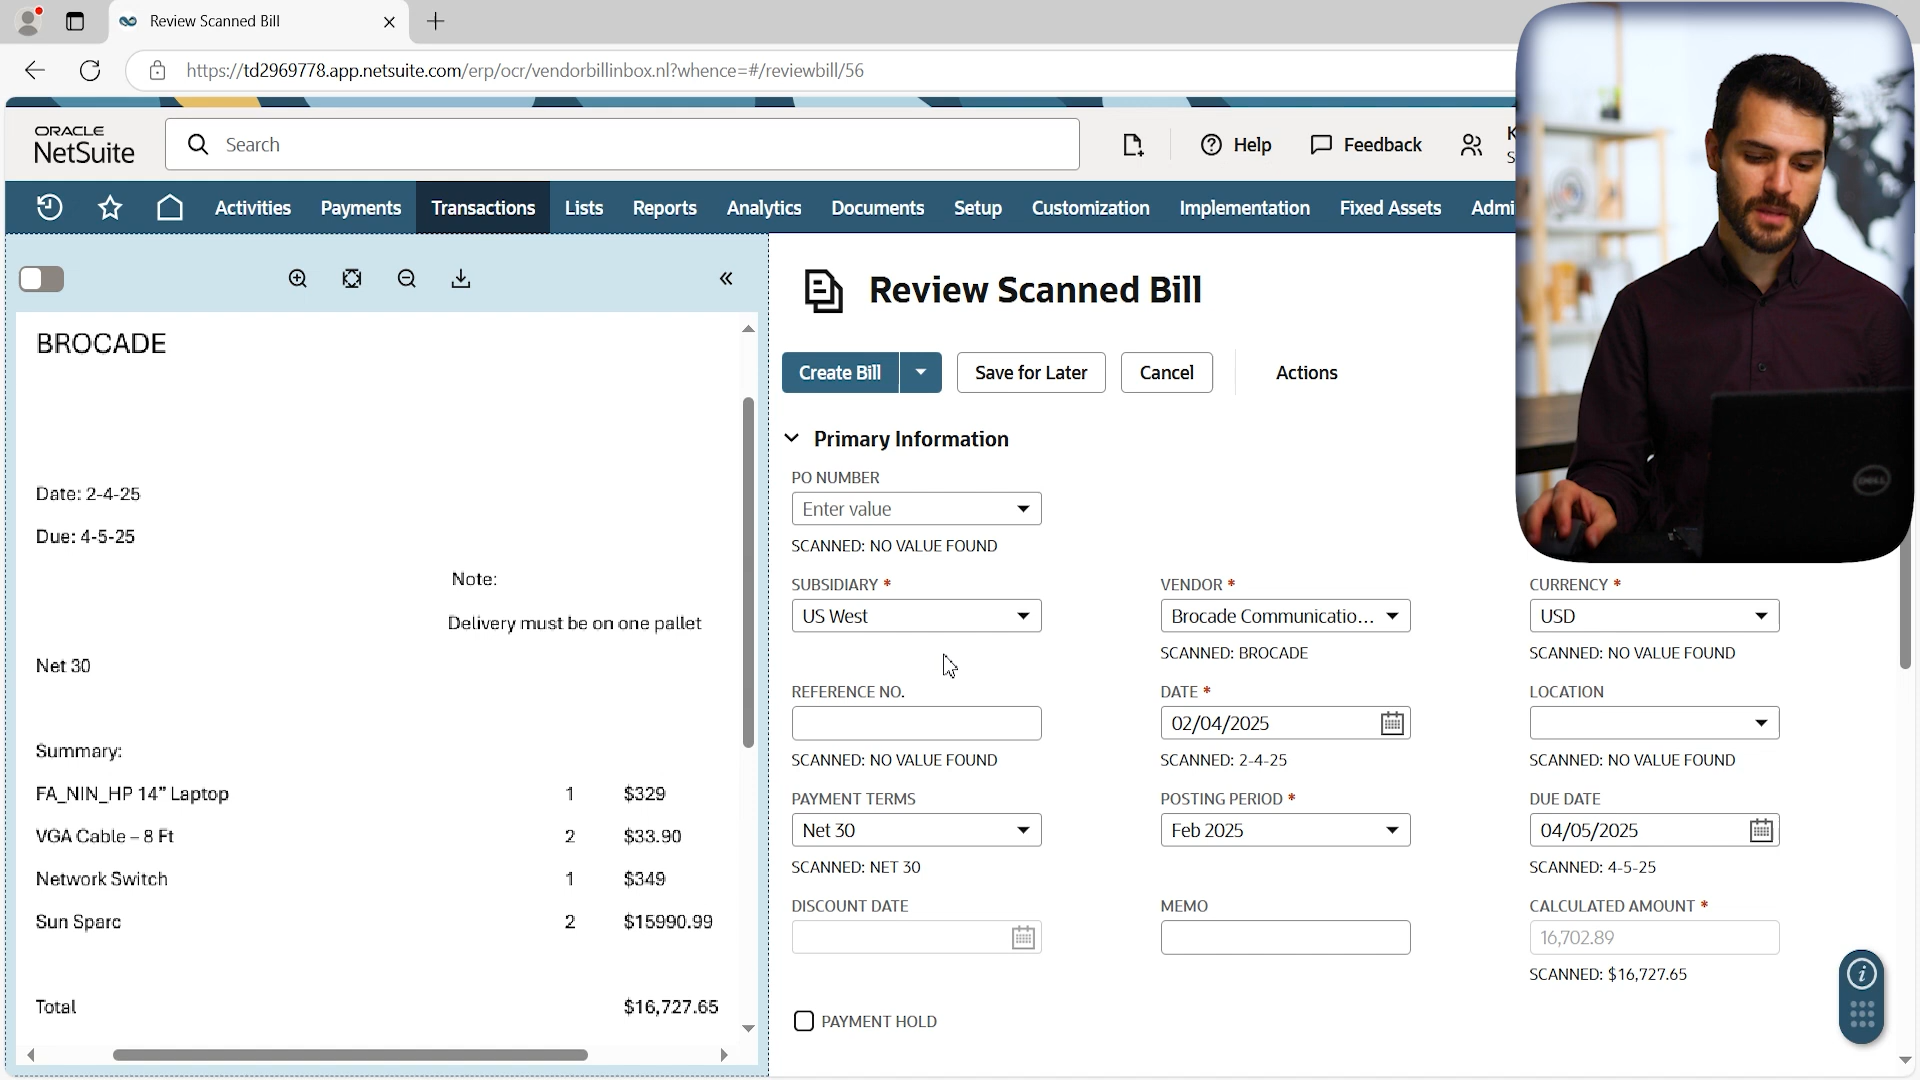 Review Scanned Bill
https://td2969778.app.netsuite.com/erp/ocr/vendorbillinbox.nl?whence=#/reviewbill/56
ORACLE
NetSuite
Search
Help
Feedback
Activities
Payments
Transactions
Lists
Reports
Analytics
Documents
Setup
Customization
Implementation
Fixed Assets
BROCADE
Date: 2-4-25
Due: 4-5-25
Note:
Delivery must be on one pallet
Net 30
Summary:
FA_NIN_HP 14” Laptop 1 $329
VGA Cable – 8 Ft 2 $33.90
Network Switch 1 $349
Sun Sparc 2 $15990.99
Total $16,727.65
Review Scanned Bill
Create Bill
Save for Later
Cancel
Actions
Primary Information
PO NUMBER
Enter value
SCANNED: NO VALUE FOUND
SUBSIDIARY * VENDOR * CURRENCY *
US West Brocade Communicatio... USD
SCANNED: BROCADE SCANNED: NO VALUE FOUND
REFERENCE NO. DATE * LOCATION
02/04/2025
SCANNED: NO VALUE FOUND SCANNED: 2-4-25 SCANNED: NO VALUE FOUND
PAYMENT TERMS POSTING PERIOD * DUE DATE
Net 30 Feb 2025 04/05/2025
SCANNED: NET 30 SCANNED: 4-5-25
DISCOUNT DATE MEMO CALCULATED AMOUNT *
16,702.89
SCANNED: $16,727.65
PAYMENT HOLD
DELL